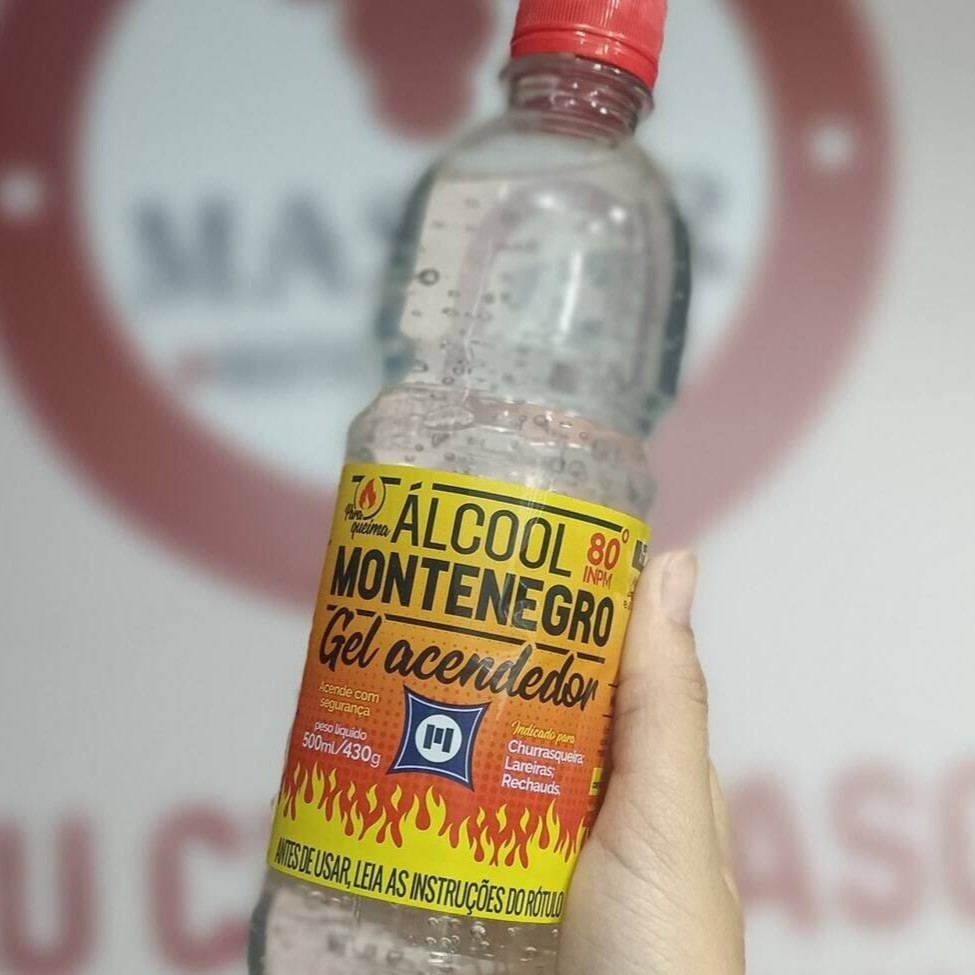 Para
queima
ÁLCOOL
80°
INPM
MONTENEGRO
Gel acendedor
Acende com
segurança
peso líquido
500ml/430g
Indicado para
Churrasqueira;
Lareiras;
Rechauds.
ANTES DE USAR, LEIA AS INSTRUÇÕES DO RÓTULO